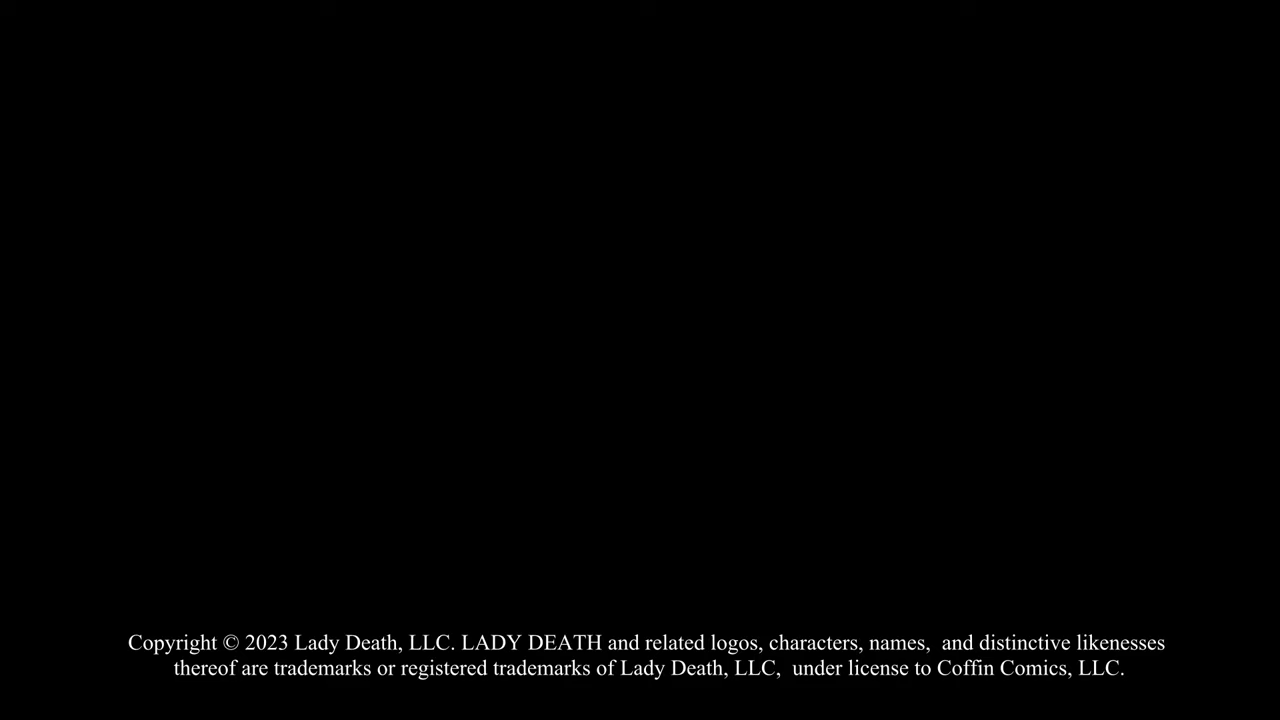 Copyright © 2023 Lady Death, LLC. LADY DEATH and related logos, characters, names,  and distinctive likenesses
thereof are trademarks or registered trademarks of Lady Death, LLC,  under license to Coffin Comics, LLC.